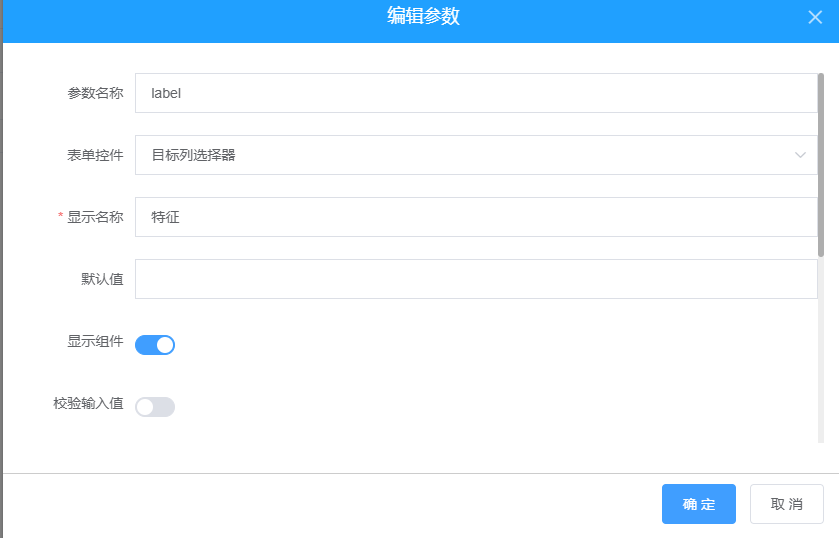 编辑参数
参数名称 label
表单控件 目标列选择器
* 显示名称 特征
默认值
显示组件
校验输入值
确 定 取 消